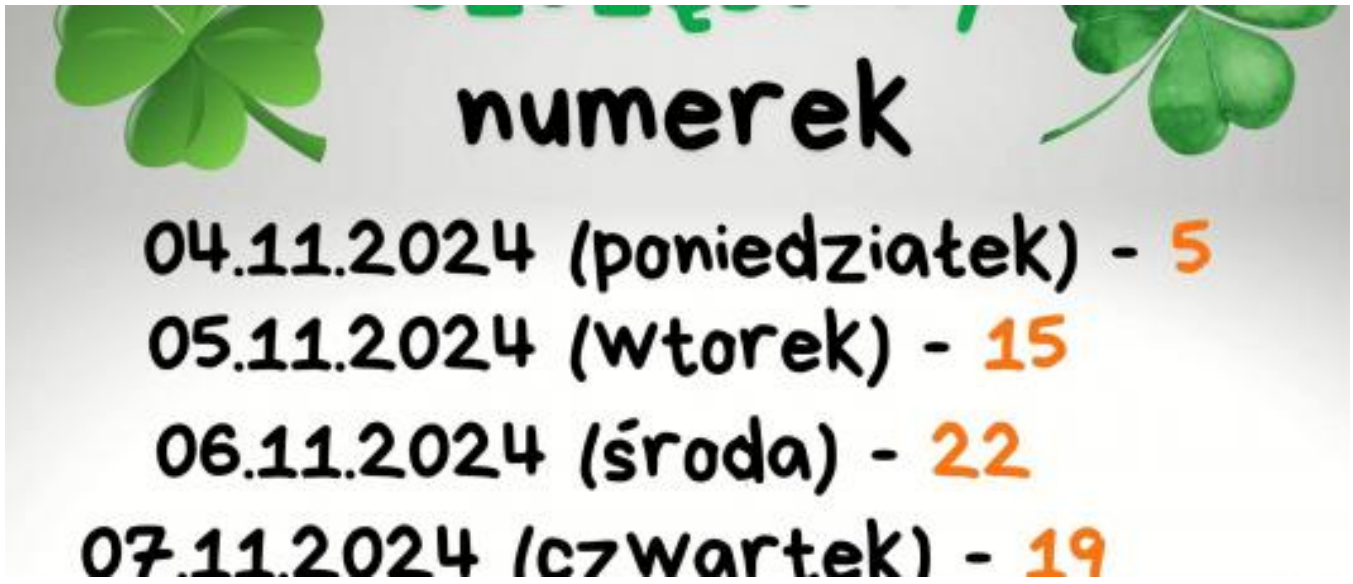 numerek
04.11.2024 (poniedziałek) - 5
05.11.2024 (wtorek) - 15
06.11.2024 (środa) - 22
07.11.2024 (czwartek) - 19